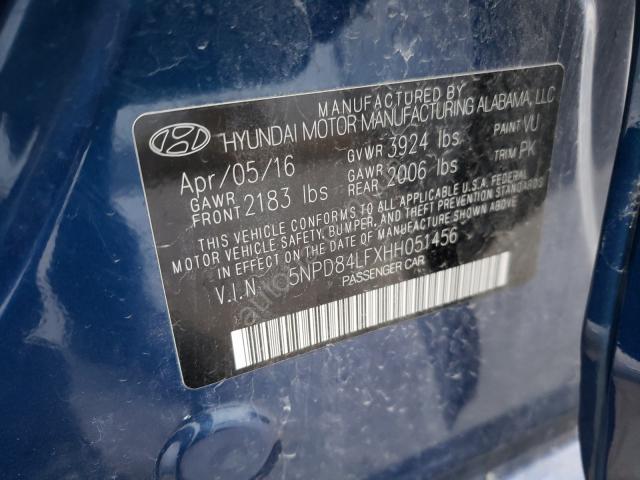 MANUFACTURED BY
HYUNDAI MOTOR MANUFACTURING ALABAMA, LLC
Apr/05/16 GVWR 3924 lbs PAINT VU
GAWR FRONT 2183 lbs GAWR REAR 2006 lbs TRIM PK
THIS VEHICLE CONFORMS TO ALL APPLICABLE U.S.A. FEDERAL
MOTOR VEHICLE SAFETY, BUMPER, AND THEFT PREVENTION STANDARDS
IN EFFECT ON THE DATE OF MANUFACTURE SHOWN ABOVE.
V.I.N 5NPD84LFXHH051456
PASSENGER CAR